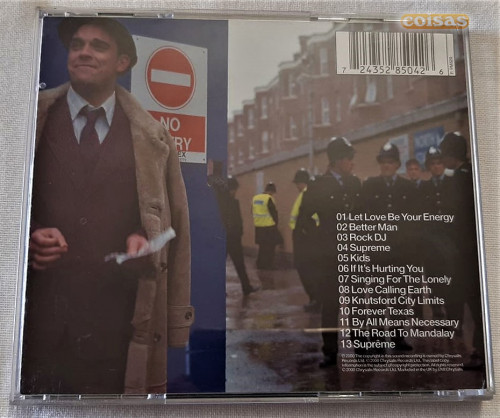 coisas
7 24352 85042 6
NO
ENTRY
01 Let Love Be Your Energy
02 Better Man
03 Rock DJ
04 Supreme
05 Kids
06 If It's Hurting You
07 Singing For The Lonely
08 Love Calling Earth
09 Knutsford City Limits
10 Forever Texas
11 By All Means Necessary
12 The Road To Mandalay
13 Suprême